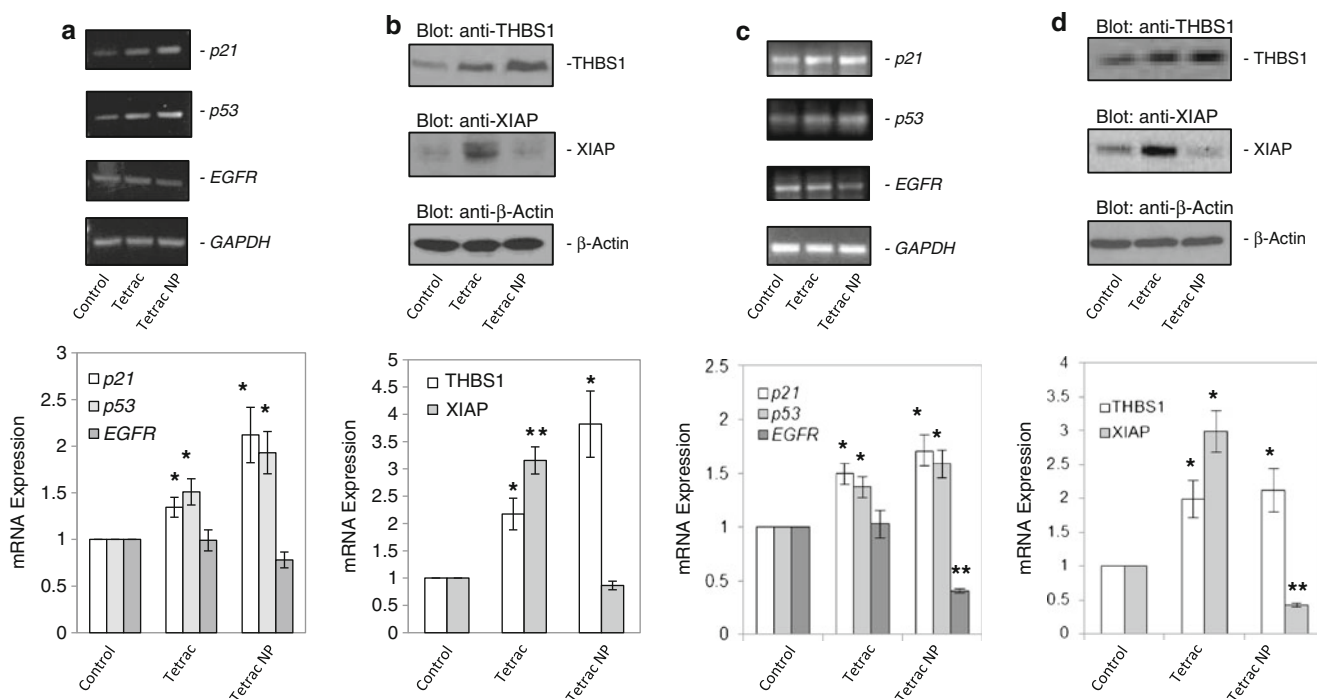 a
- p21
- p53
- EGFR
- GAPDH
Control
Tetrac
Tetrac NP
3
2.5
2
1.5
1
0.5
0
mRNA Expression
p21
p53
EGFR
*
*
*
*
Control
Tetrac
Tetrac NP
b
Blot: anti-THBS1
-THBS1
Blot: anti-XIAP
- XIAP
Blot: anti-β-Actin
- β-Actin
Control
Tetrac
Tetrac NP
5
4.5
4
3.5
3
2.5
2
1.5
1
0.5
0
mRNA Expression
THBS1
XIAP
*
**
*
Control
Tetrac
Tetrac NP
c
- p21
- p53
- EGFR
- GAPDH
Control
Tetrac
Tetrac NP
2.5
2
1.5
1
0.5
0
mRNA Expression
p21
p53
EGFR
*
*
*
*
**
Control
Tetrac
Tetrac NP
d
Blot: anti-THBS1
- THBS1
Blot: anti-XIAP
- XIAP
Blot: anti-β-Actin
- β-Actin
Control
Tetrac
Tetrac NP
4
3.5
3
2.5
2
1.5
1
0.5
0
mRNA Expression
THBS1
XIAP
*
*
*
**
Control
Tetrac
Tetrac NP